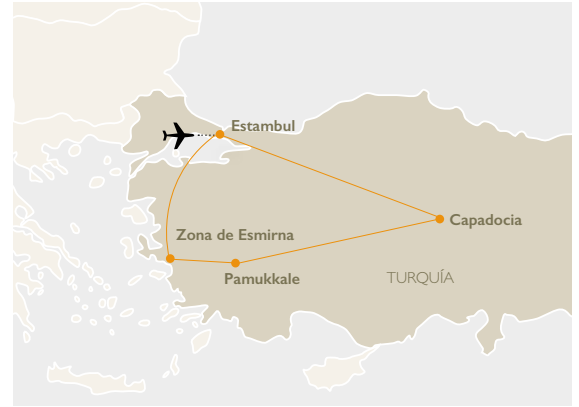 Estambul
Capadocia
Zona de Esmirna
Pamukkale
TURQUÍA